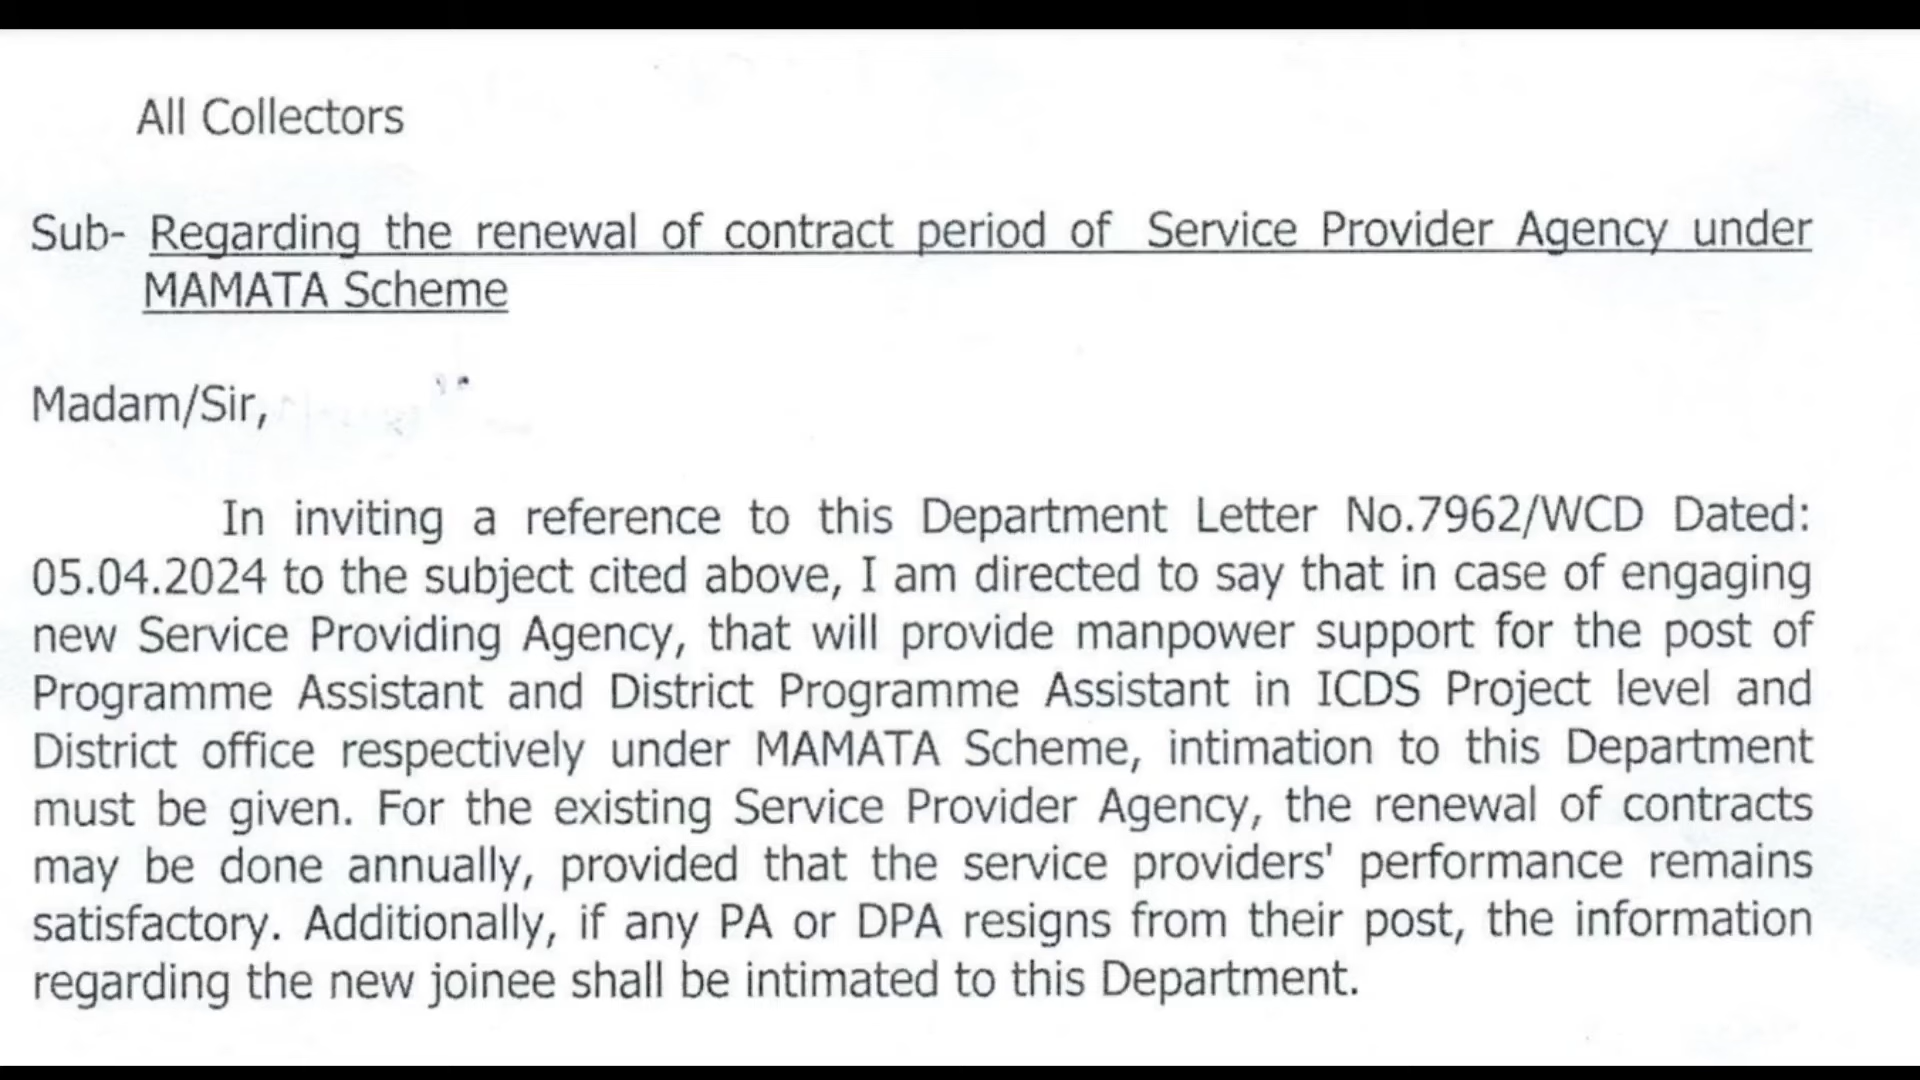 All Collectors
Sub- Regarding the renewal of contract period of Service Provider Agency under
MAMATA Scheme
Madam/Sir,
In inviting a reference to this Department Letter No.7962/WCD Dated:
05.04.2024 to the subject cited above, I am directed to say that in case of engaging
new Service Providing Agency, that will provide manpower support for the post of
Programme Assistant and District Programme Assistant in ICDS Project level and
District office respectively under MAMATA Scheme, intimation to this Department
must be given. For the existing Service Provider Agency, the renewal of contracts
may be done annually, provided that the service providers' performance remains
satisfactory. Additionally, if any PA or DPA resigns from their post, the information
regarding the new joinee shall be intimated to this Department.